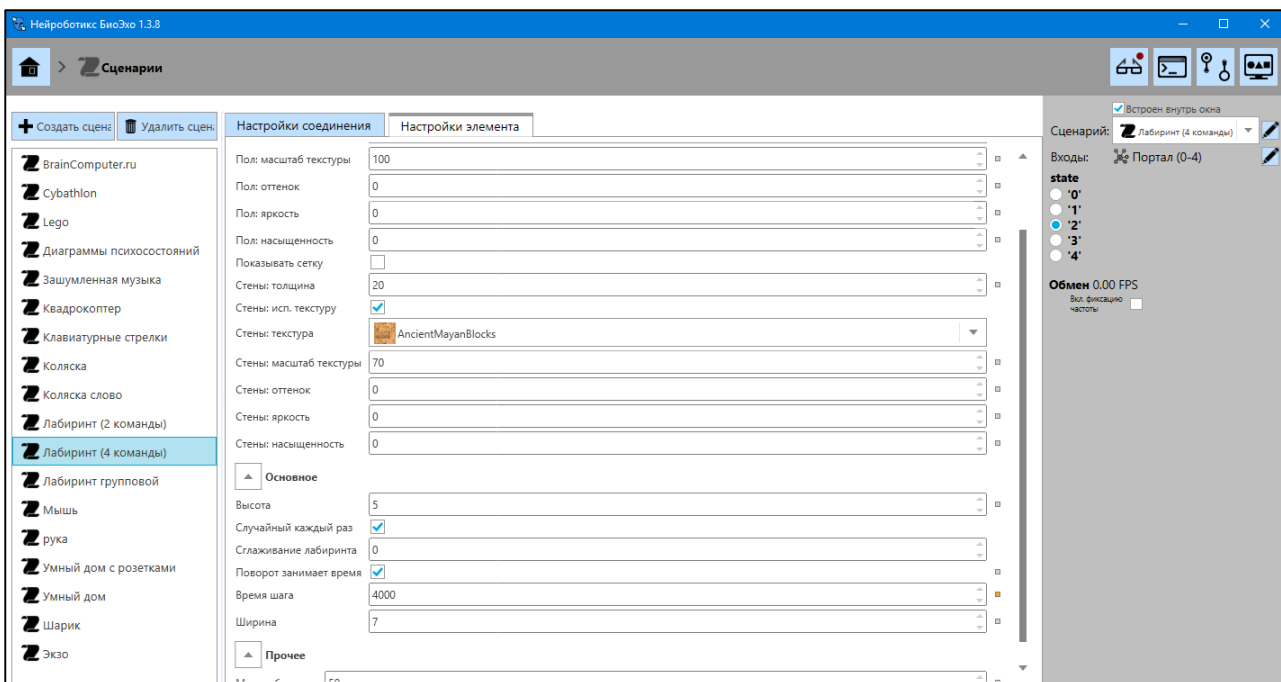 Нейроботикс БиоЭхо 1.3.8
> Сценарии
Создать сцена
Удалить сцен
BrainComputer.ru
Cybathlon
Lego
Диаграммы психосостояний
Зашумленная музыка
Квадрокоптер
Клавиатурные стрелки
Коляска
Коляска слово
Лабиринт (2 команды)
Лабиринт (4 команды)
Лабиринт групповой
Мышь
рука
Умный дом с розетками
Умный дом
Шарик
Экзо
Настройки соединения
Настройки элемента
Пол: масштаб текстуры 100
Пол: оттенок 0
Пол: яркость 0
Пол: насыщенность 0
Показывать сетку
Стены: толщина 20
Стены: исп. текстуру
Стены: текстура AncientMayanBlocks
Стены: масштаб текстуры 70
Стены: оттенок 0
Стены: яркость 0
Стены: насыщенность 0
Основное
Высота 5
Случайный каждый раз
Сглаживание лабиринта 0
Поворот занимает время
Время шага 4000
Ширина 7
Прочее
Встроен внутрь окна
Сценарий: Лабиринт (4 команды)
Входы: Портал (0-4)
state
'0'
'1'
'2'
'3'
'4'
Обмен 0.00 FPS
Вкл. фиксацию
частоты